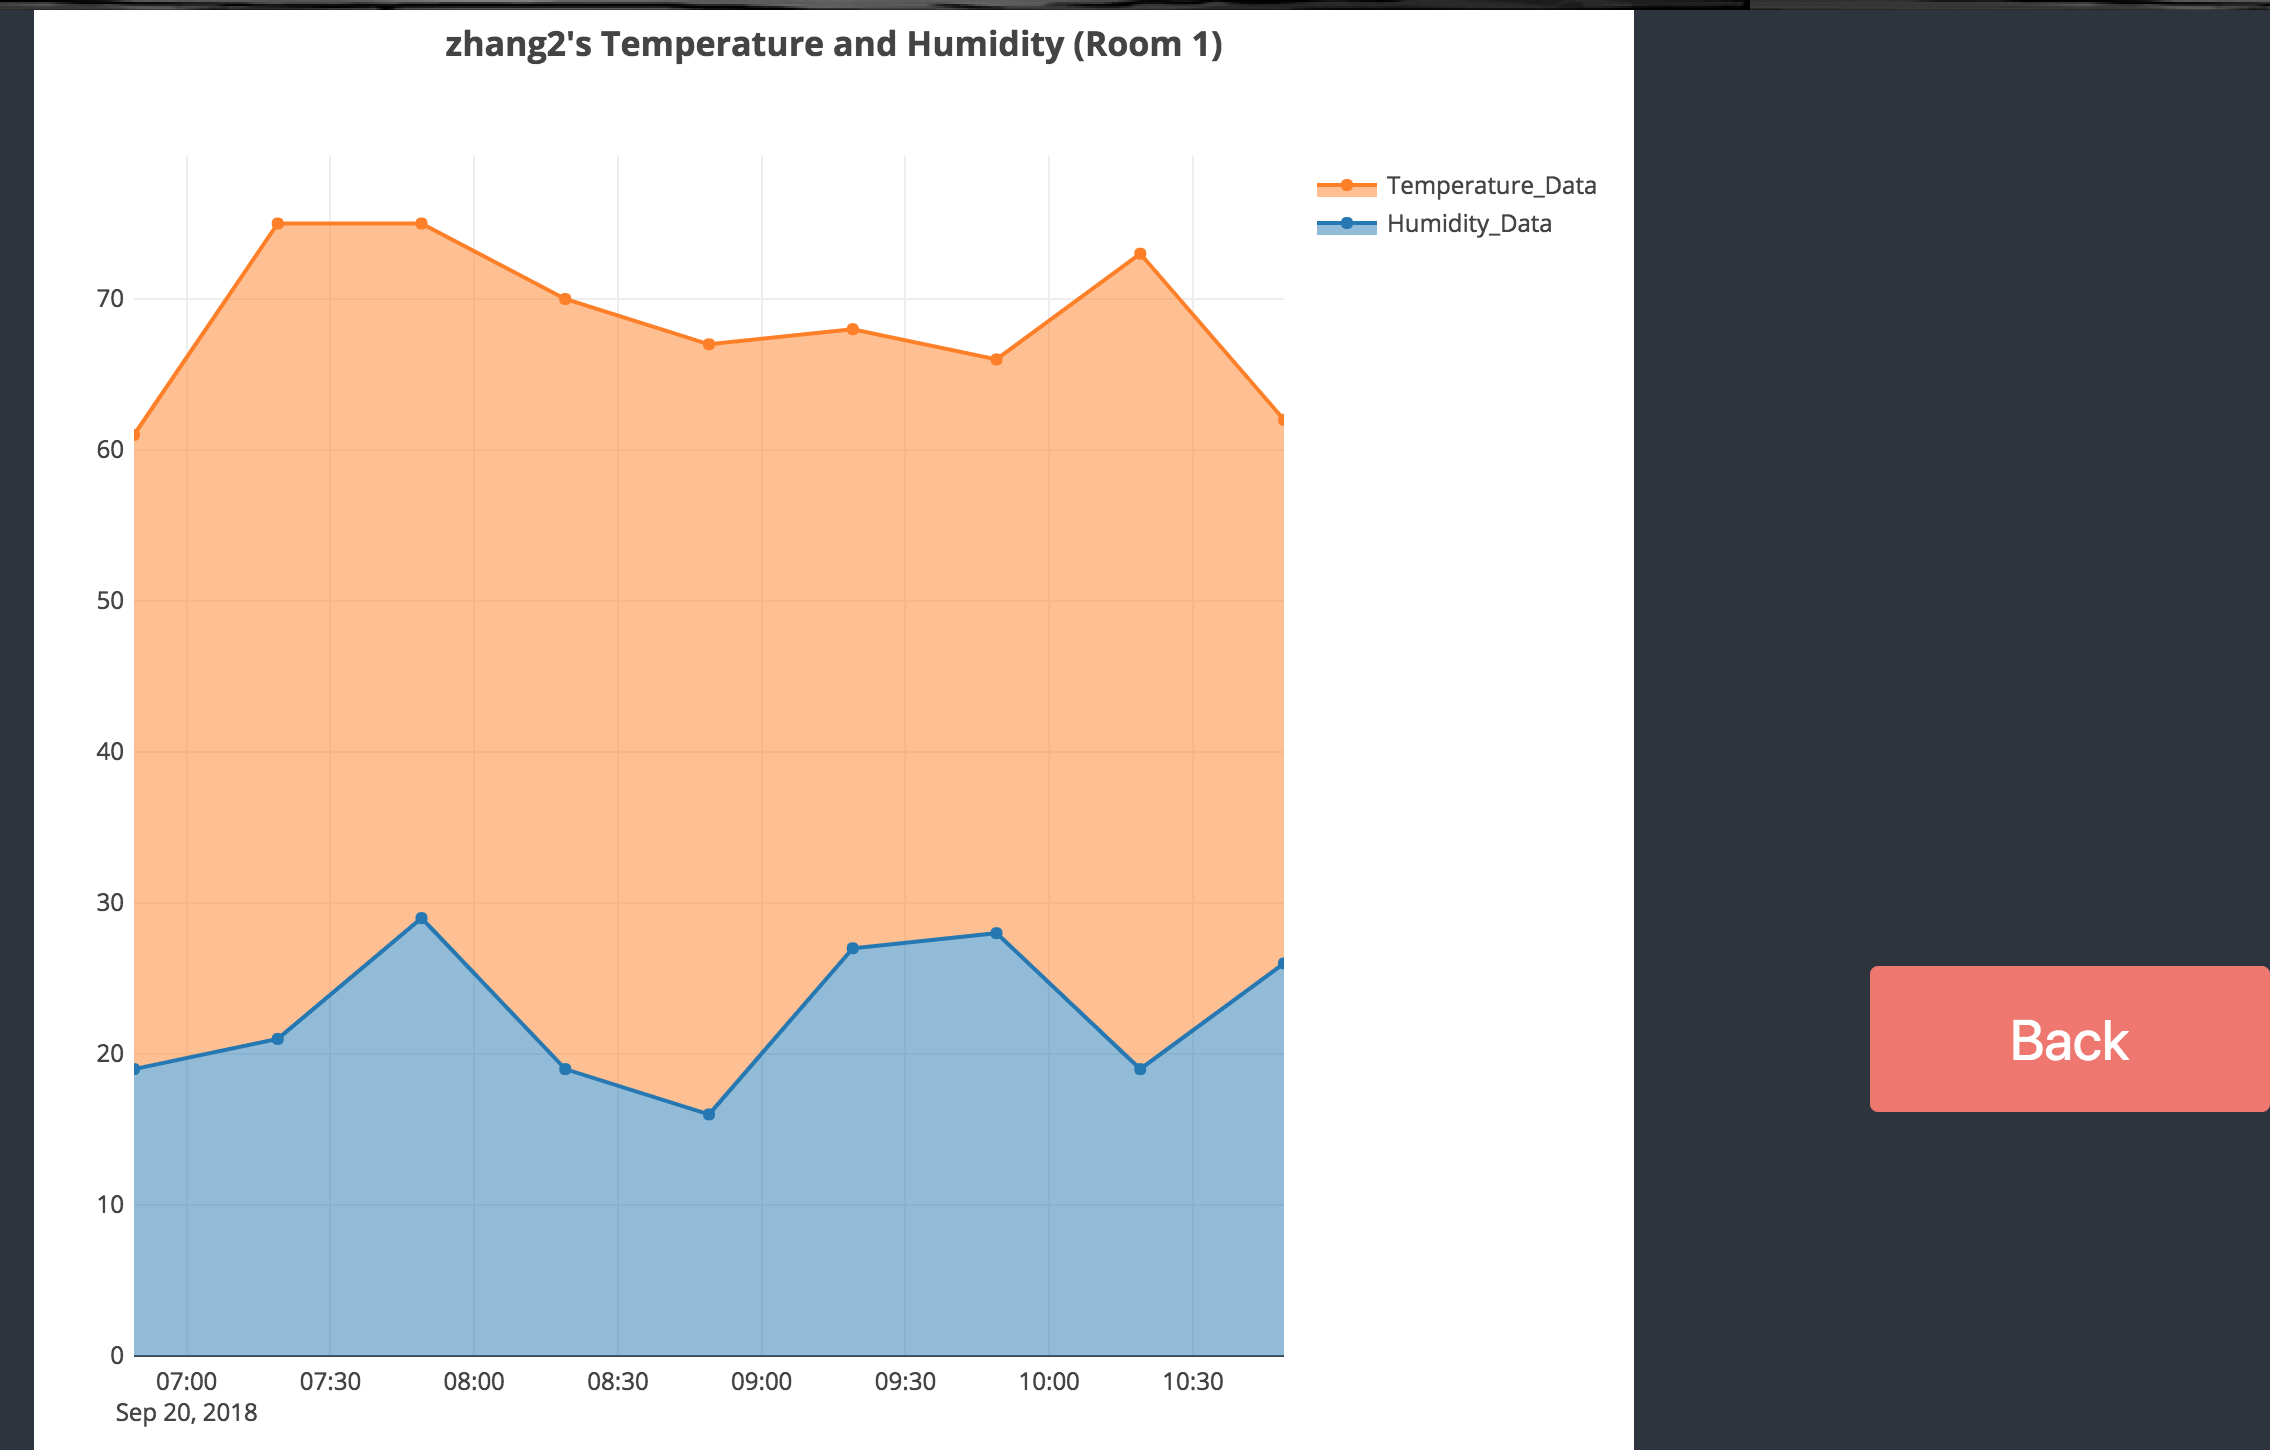 zhang2's Temperature and Humidity (Room 1)
Temperature_Data
Humidity_Data
70
60
50
40
30
20
10
0
07:00 07:30 08:00 08:30 09:00 09:30 10:00 10:30
Sep 20, 2018
Back